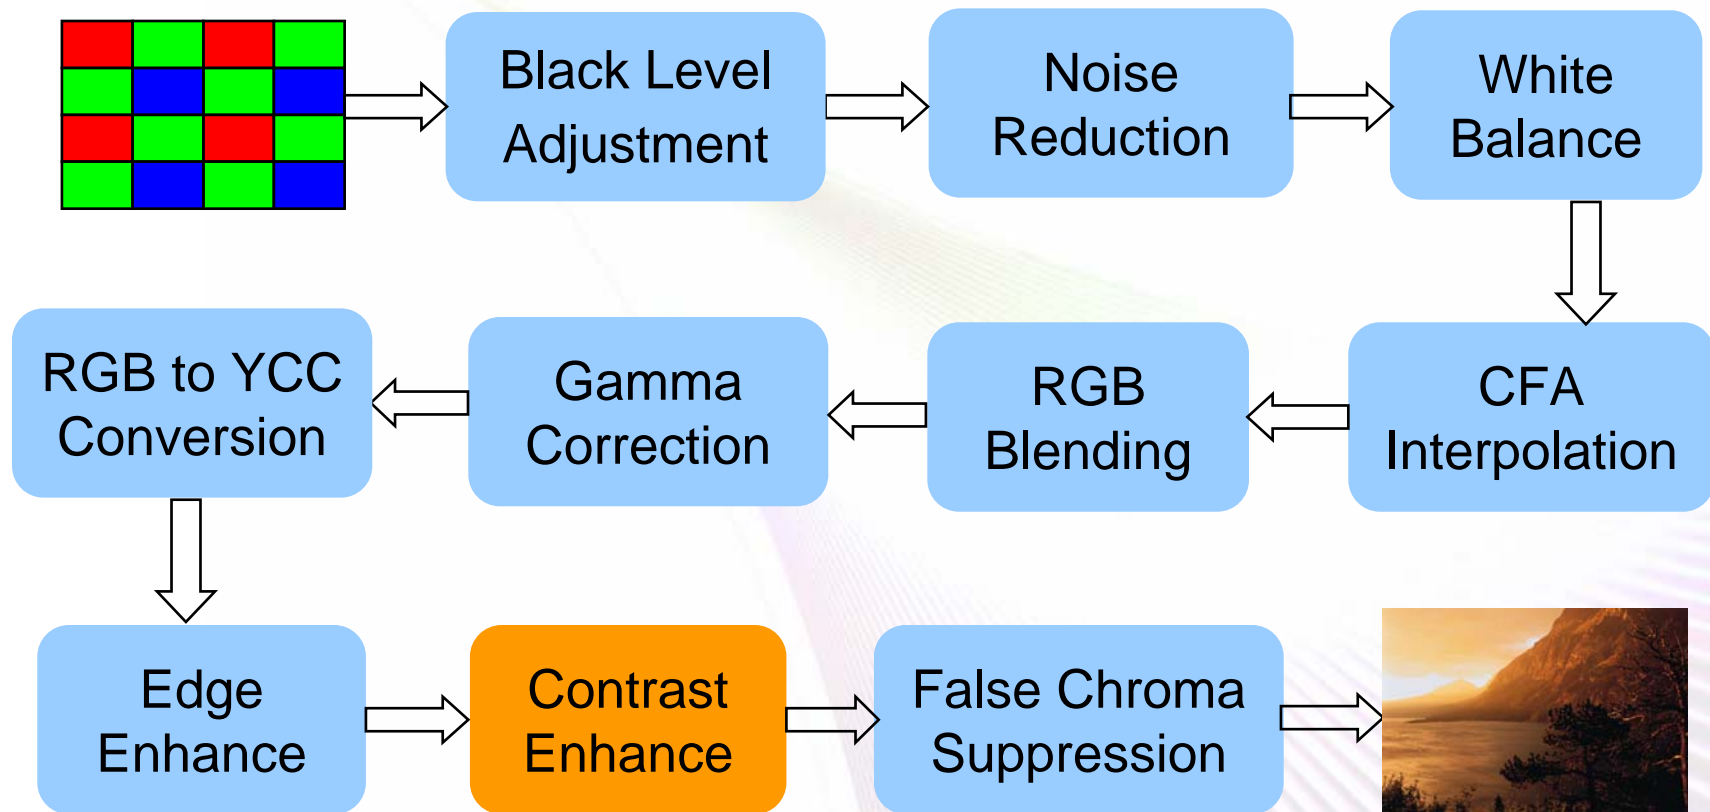 Black Level
Adjustment
Noise
Reduction
White
Balance
CFA
Interpolation
RGB
Blending
Gamma
Correction
RGB to YCC
Conversion
Edge
Enhance
Contrast
Enhance
False Chroma
Suppression